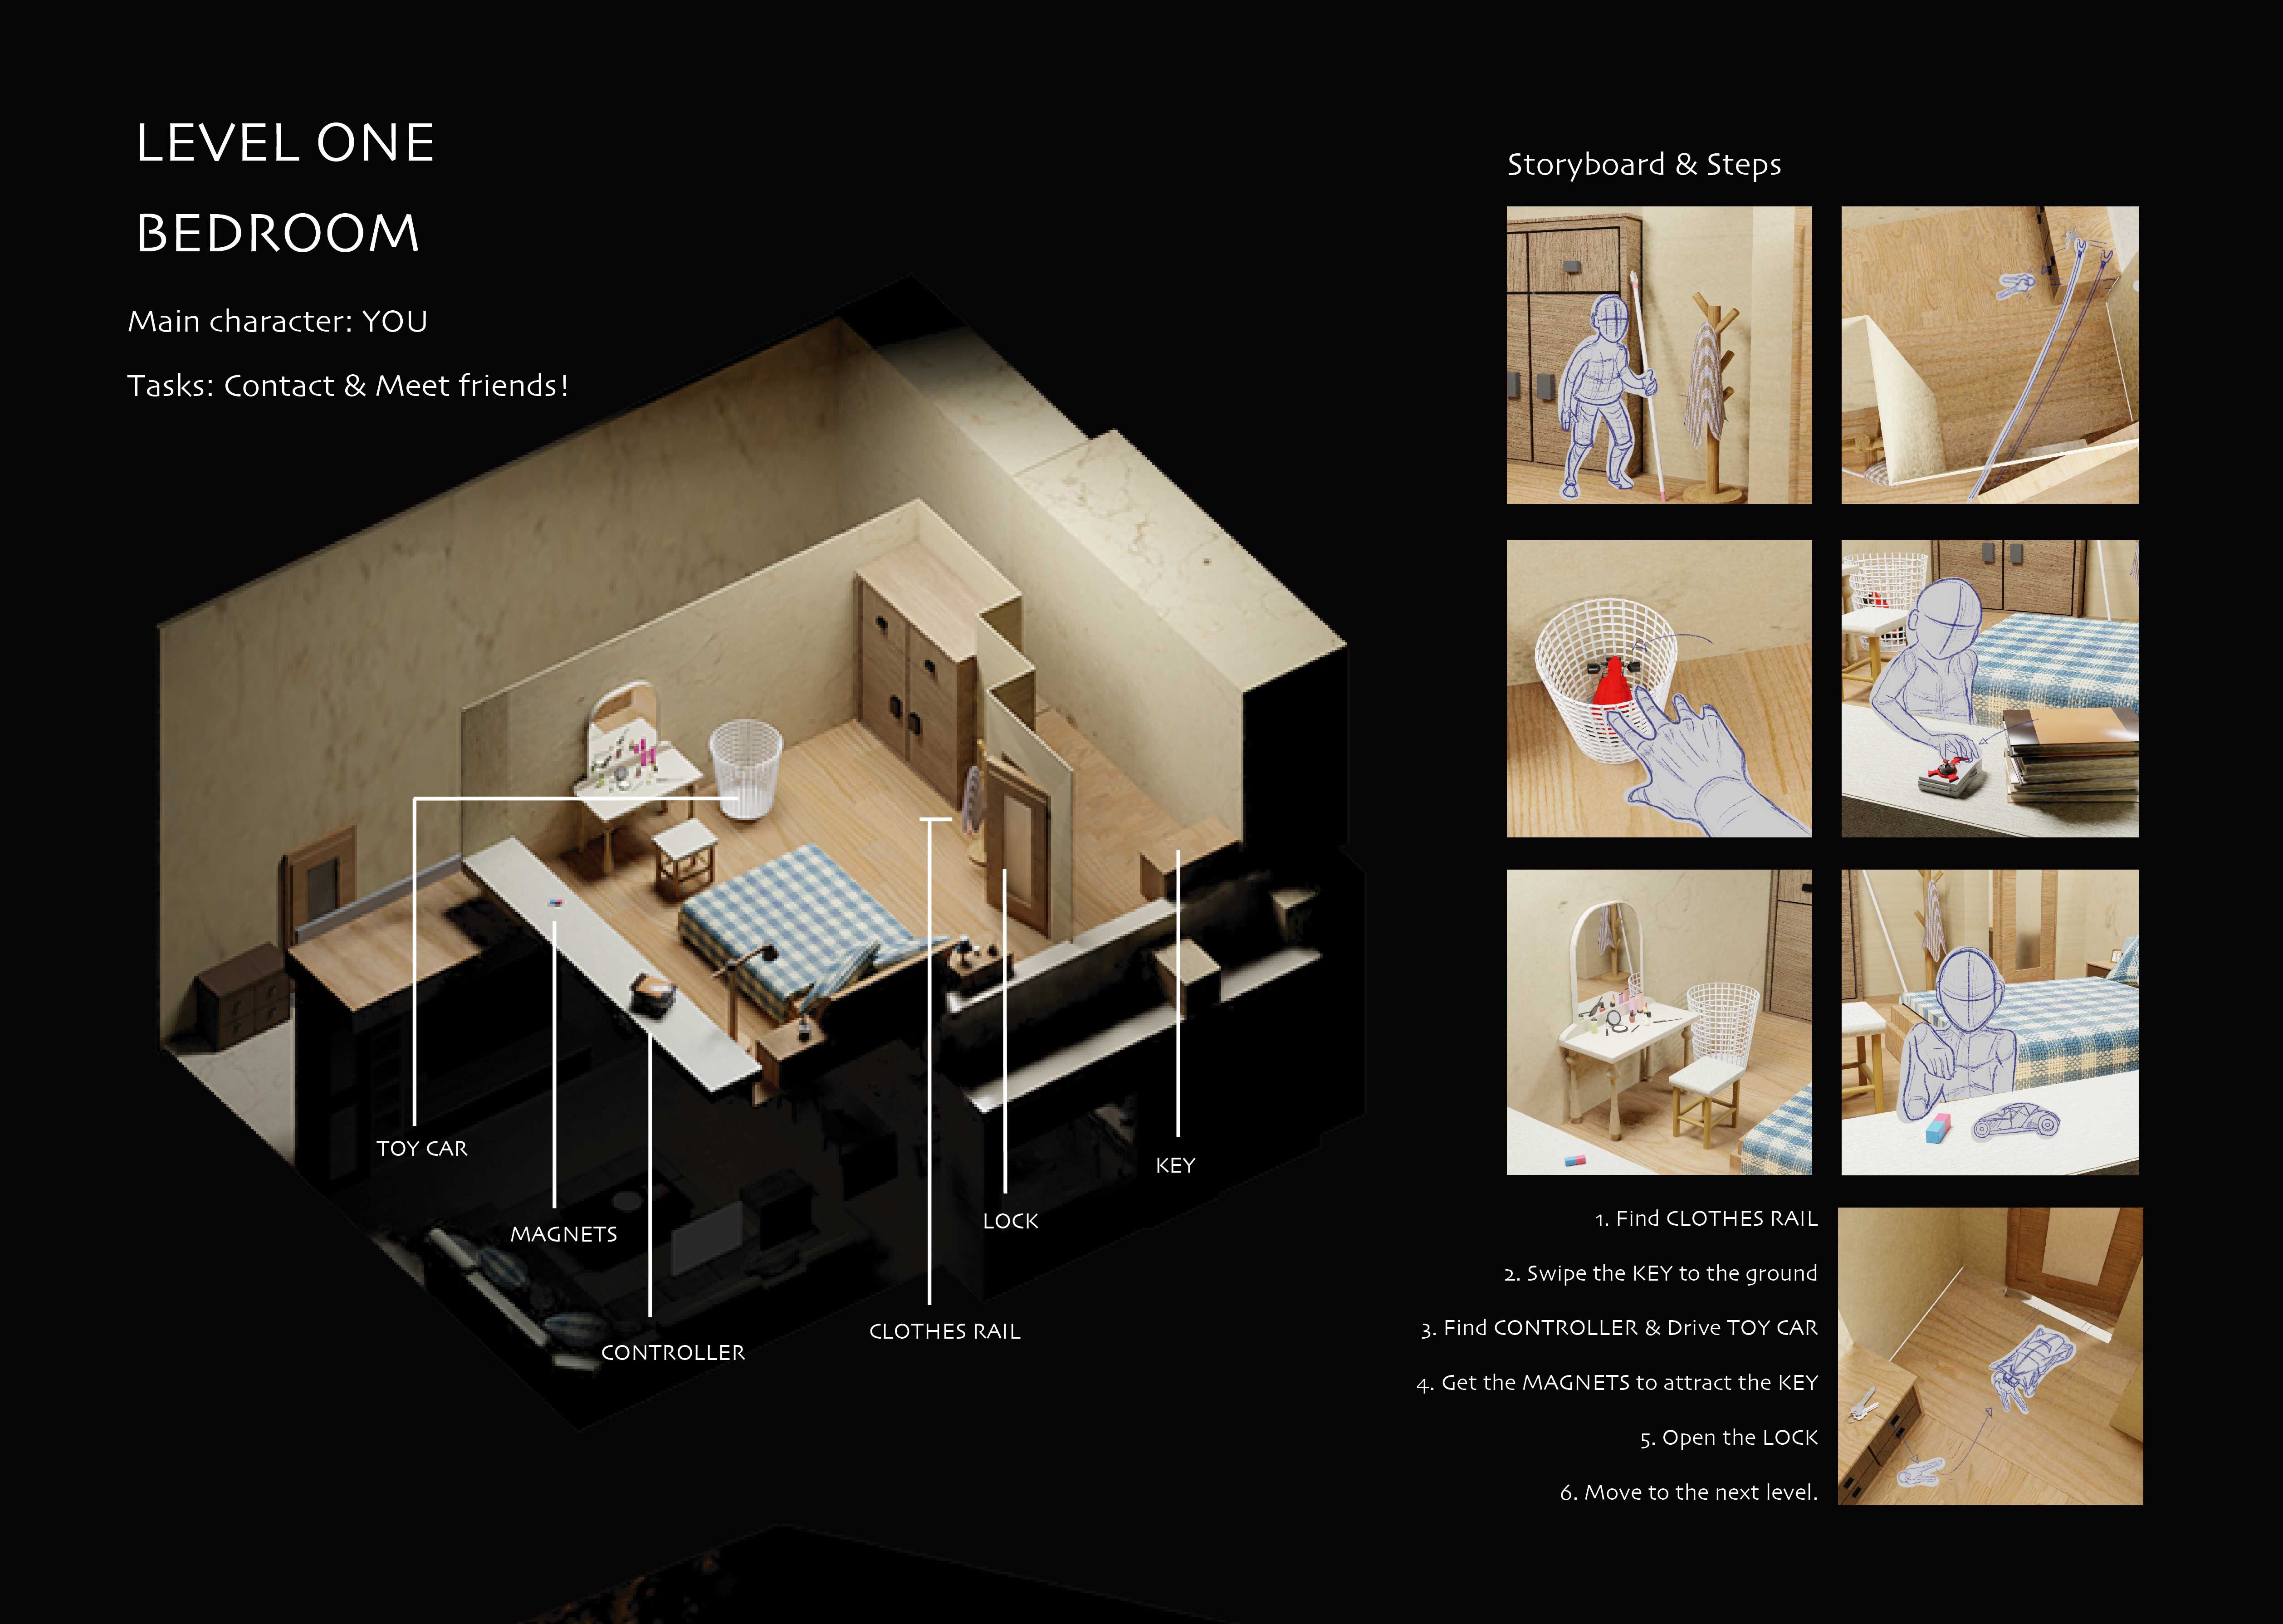 LEVEL ONE
BEDROOM
Main character: YOU
Tasks: Contact & Meet friends!
TOY CAR
MAGNETS
CONTROLLER
CLOTHES RAIL
LOCK
KEY
Storyboard & Steps
1. Find CLOTHES RAIL
2. Swipe the KEY to the ground
3. Find CONTROLLER & Drive TOY CAR
4. Get the MAGNETS to attract the KEY
5. Open the LOCK
6. Move to the next level.